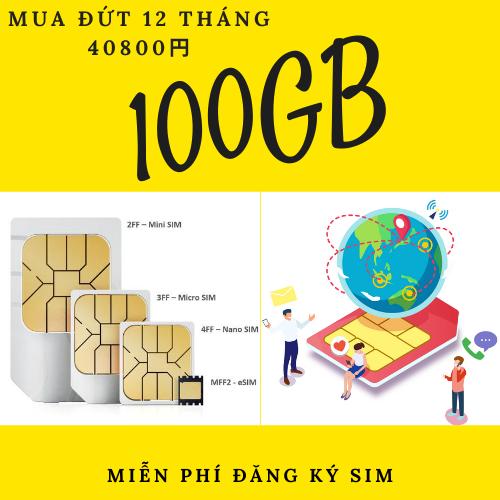 MUA ĐỨT 12 THÁNG
40800円
100GB
2FF – Mini SIM
3FF – Micro SIM
4FF – Nano SIM
MFF2 - eSIM
MIỄN PHÍ ĐĂNG KÝ SIM